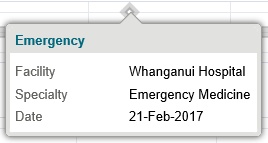 Emergency
Facility Whanganui Hospital
Specialty Emergency Medicine
Date 21-Feb-2017